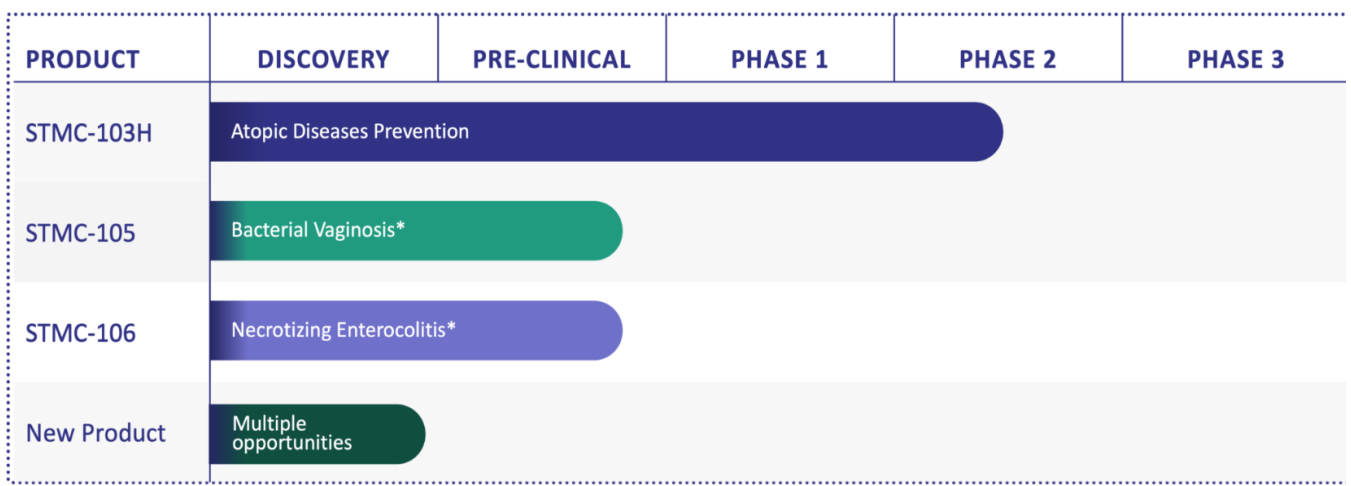 PRODUCT DISCOVERY PRE-CLINICAL PHASE 1 PHASE 2 PHASE 3
STMC-103H Atopic Diseases Prevention
STMC-105 Bacterial Vaginosis*
STMC-106 Necrotizing Enterocolitis*
New Product Multiple
opportunities